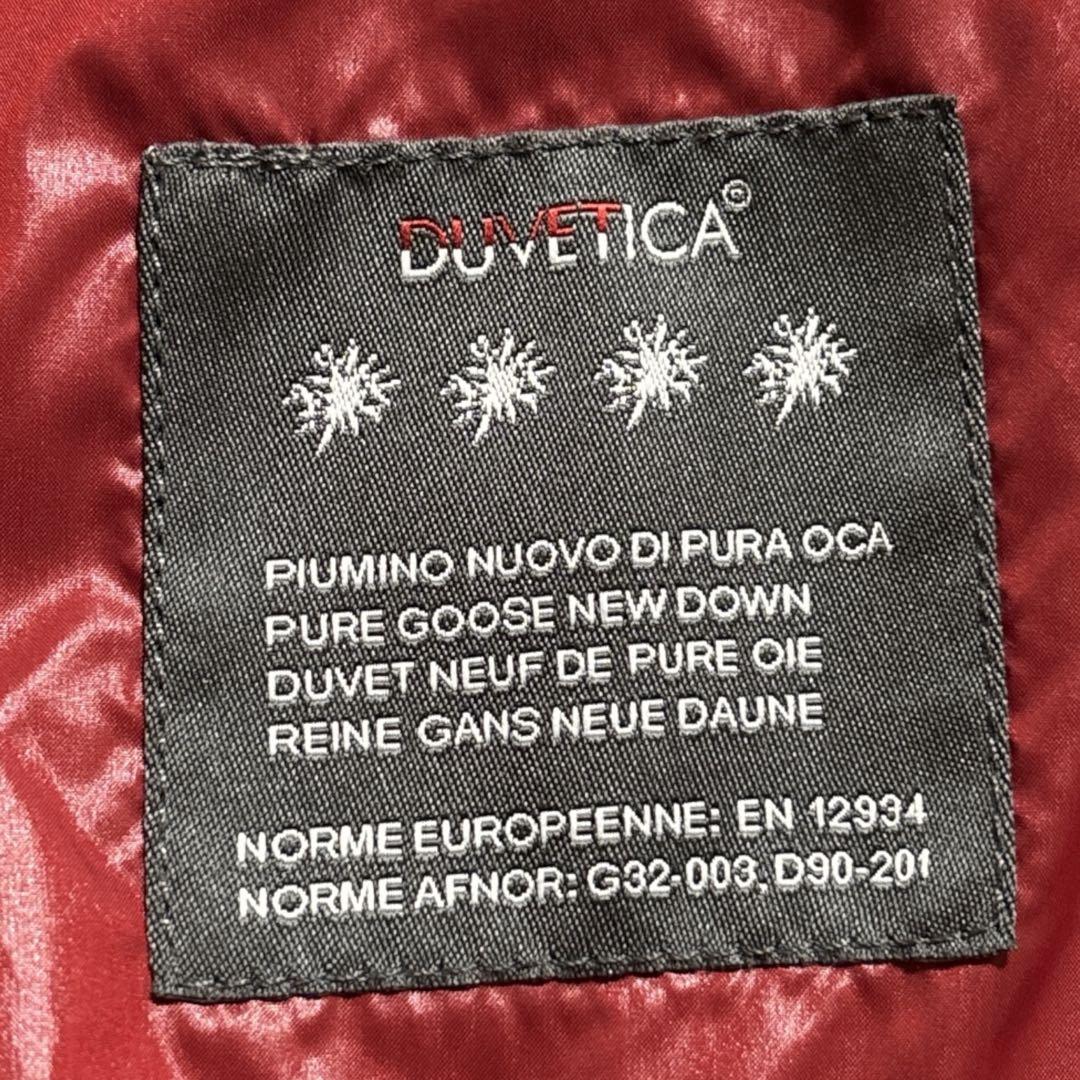 DUVETICA©
PIUMINO NUOVO DI PURA OCA
PURE GOOSE NEW DOWN
DUVET NEUF DE PURE OIE
REINE GANS NEUE DAUNE
NORME EUROPEENNE: EN 12934
NORME AFNOR: G32-003, D90-201